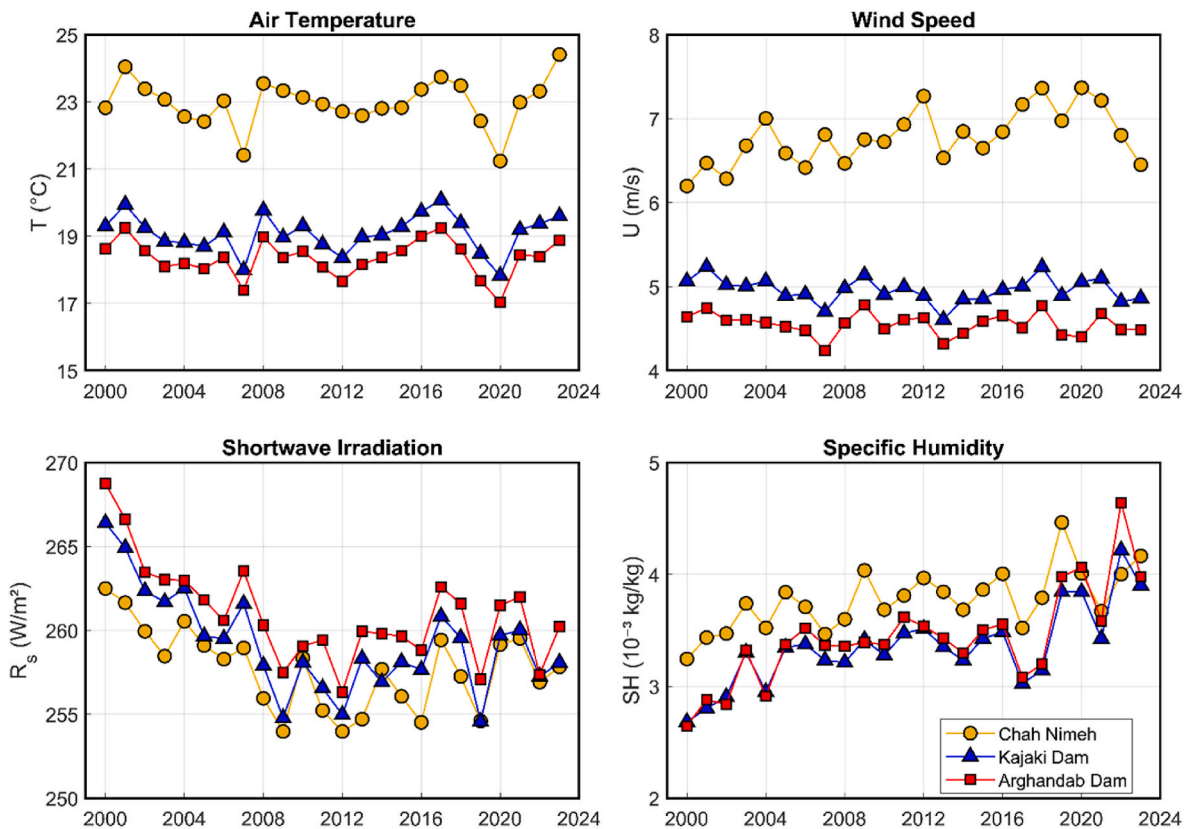 Air Temperature
T (°C)
25
23
21
19
17
15
2000 2004 2008 2012 2016 2020 2024
Wind Speed
U (m/s)
8
7
6
5
4
2000 2004 2008 2012 2016 2020 2024
Shortwave Irradiation
Rs (W/m²)
270
265
260
255
250
2000 2004 2008 2012 2016 2020 2024
Specific Humidity
SH (10⁻³ kg/kg)
5
4
3
2
2000 2004 2008 2012 2016 2020 2024
Chah Nimeh
Kajaki Dam
Arghandab Dam